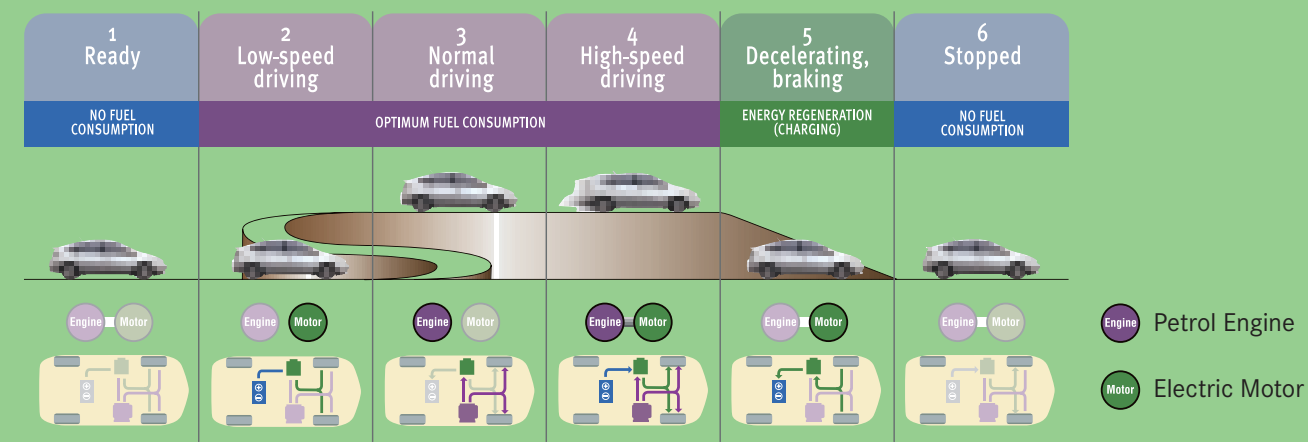 1
Ready
2
Low-speed
driving
3
Normal
driving
4
High-speed
driving
5
Decelerating,
braking
6
Stopped
NO FUEL
CONSUMPTION
OPTIMUM FUEL CONSUMPTION
ENERGY REGENERATION
(CHARGING)
NO FUEL
CONSUMPTION
Engine Motor
Engine Motor
Engine Motor
Engine Motor
Engine Motor
Engine Motor
Engine Petrol Engine
Motor Electric Motor